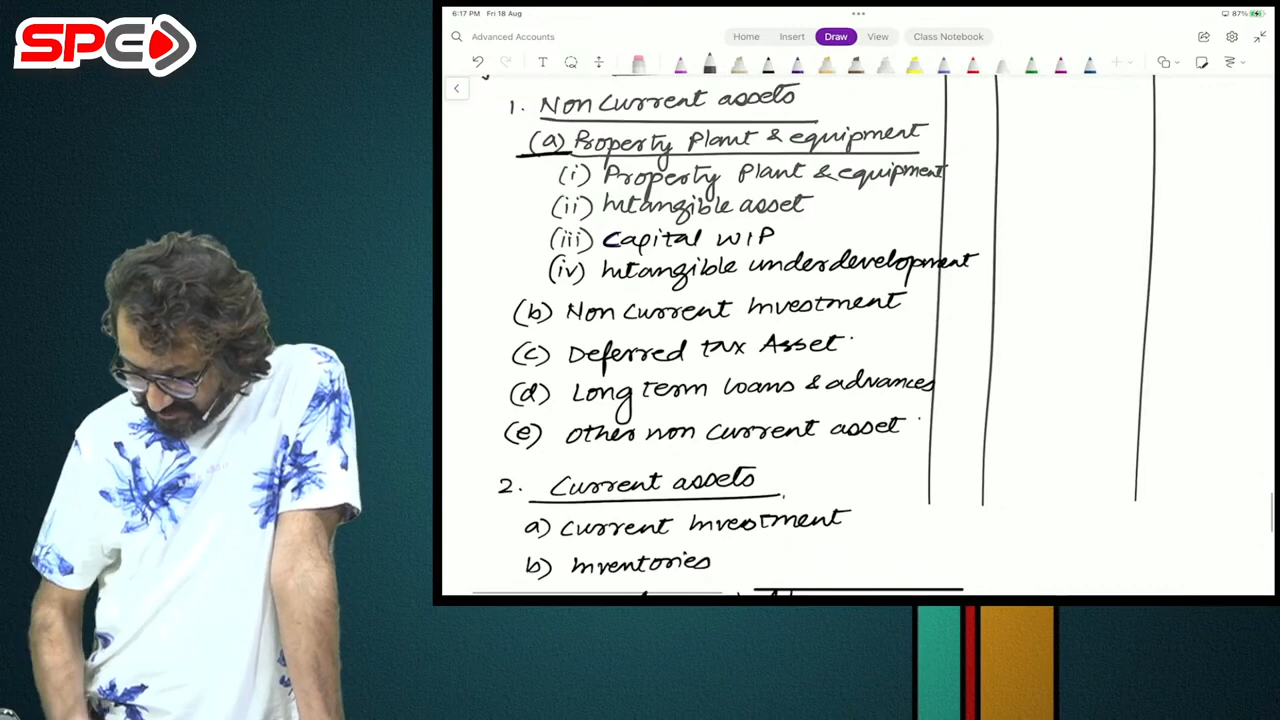 SPE
6:17 PM Fri 18 Aug
87%
Advanced Accounts
Home Insert Draw View Class Notebook
1. Non Current assets
(a) Property Plant & equipment
(i) Property Plant & equipment
(ii) Intangible asset
(iii) Capital WIP
(iv) Intangible underdevelopment
(b) Non Current Investment
(c) Deferred tax Asset
(d) Long term loans & advances
(e) other non current asset
2. Current assets
a) Current Investment
b) Inventories